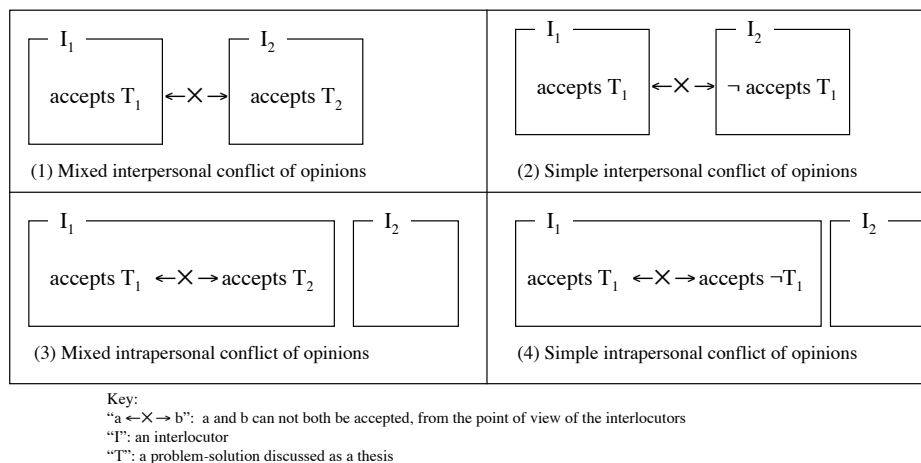 I1 I2
accepts T1 ←×→ accepts T2
(1) Mixed interpersonal conflict of opinions
I1 I2
accepts T1 ←×→ ¬ accepts T1
(2) Simple interpersonal conflict of opinions
I1 I2
accepts T1 ←×→ accepts T2
(3) Mixed intrapersonal conflict of opinions
I1 I2
accepts T1 ←×→ accepts ¬T1
(4) Simple intrapersonal conflict of opinions
Key:
“a ←×→ b”: a and b can not both be accepted, from the point of view of the interlocutors
“I”: an interlocutor
“T”: a problem-solution discussed as a thesis